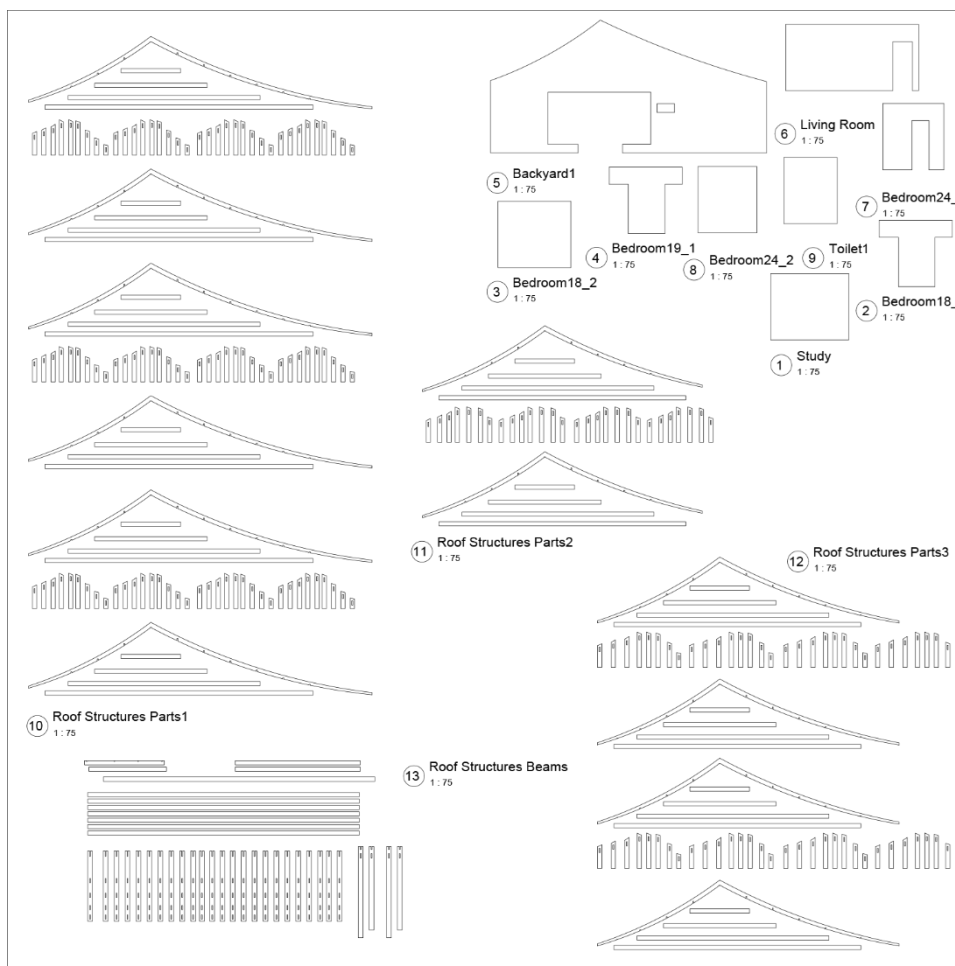 6 Living Room
1 : 75
5 Backyard1
1 : 75
7 Bedroom24_
1 : 75
4 Bedroom19_1
1 : 75
8 Bedroom24_2
1 : 75
9 Toilet1
1 : 75
3 Bedroom18_2
1 : 75
2 Bedroom18_
1 : 75
1 Study
1 : 75
11 Roof Structures Parts2
1 : 75
12 Roof Structures Parts3
1 : 75
10 Roof Structures Parts1
1 : 75
13 Roof Structures Beams
1 : 75